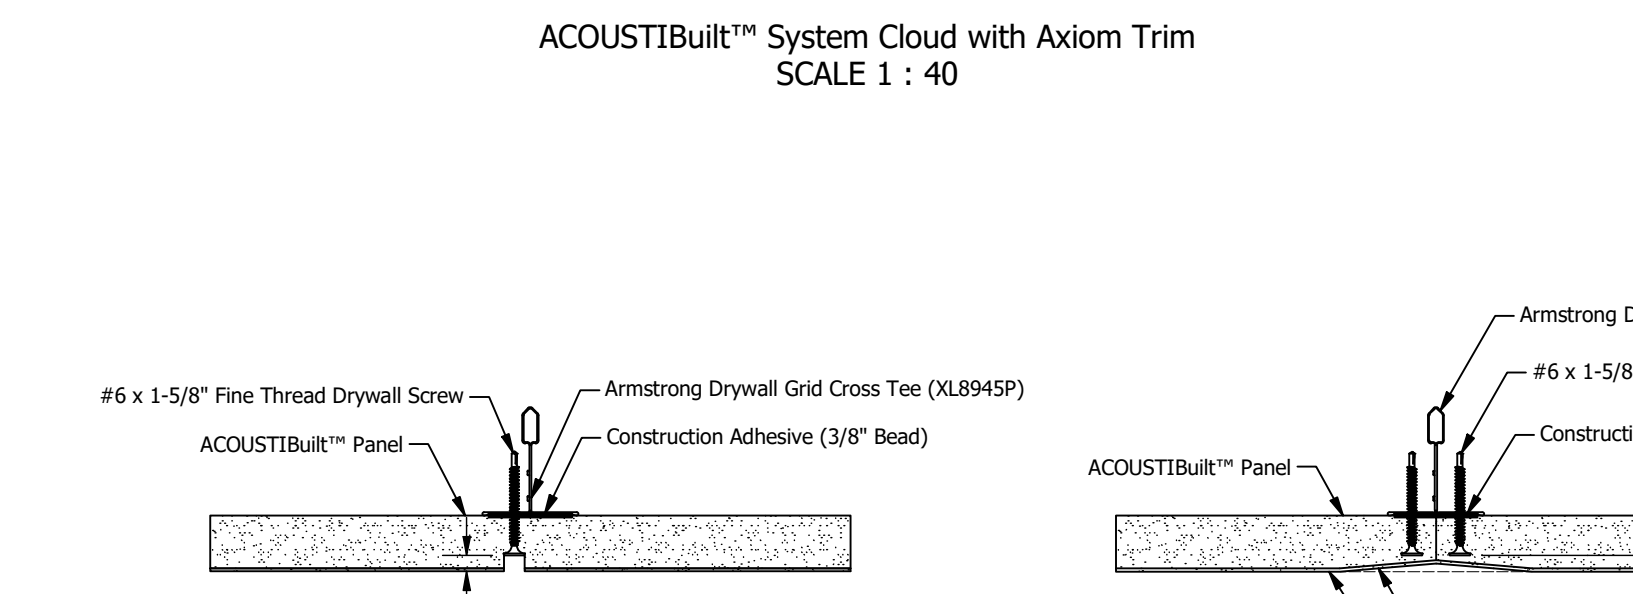 ACOUSTIBuilt™ System Cloud with Axiom Trim
SCALE 1 : 40
#6 x 1-5/8" Fine Thread Drywall Screw
ACOUSTIBuilt™ Panel
Armstrong Drywall Grid Cross Tee (XL8945P)
Construction Adhesive (3/8" Bead)
Armstrong
#6 x 1-5/8
ACOUSTIBuilt™ Panel